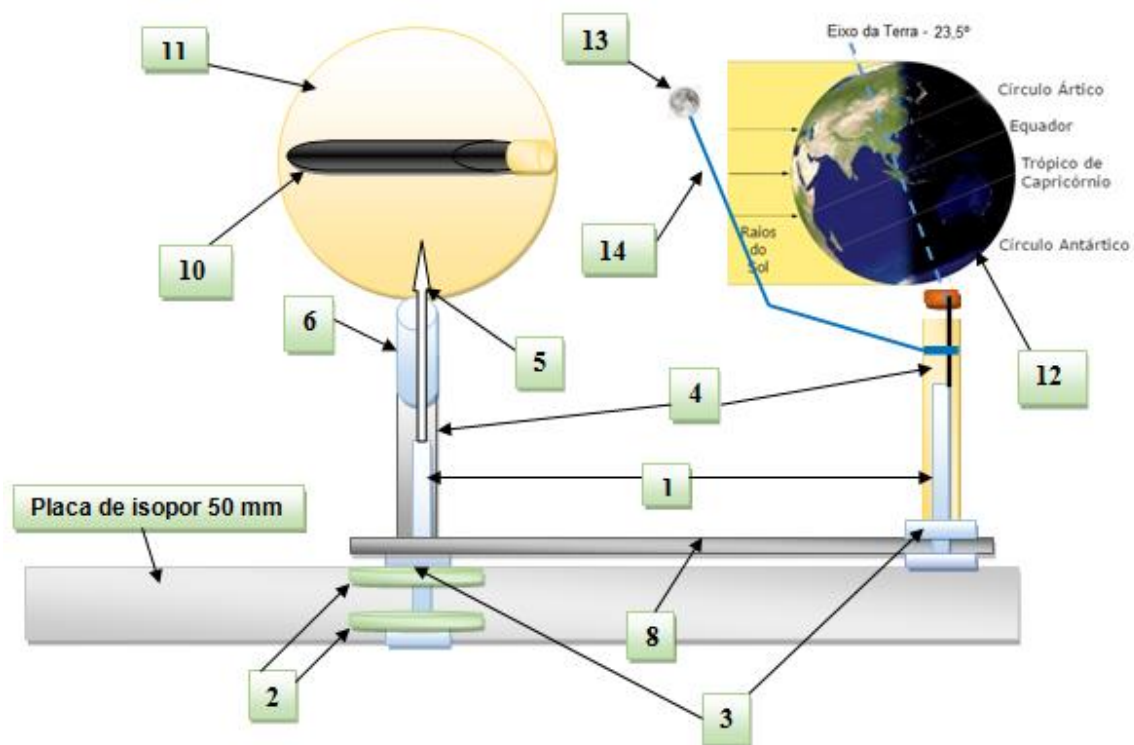 11
13
Eixo da Terra - 23,5º
Círculo Ártico
Equador
Trópico de
Capricórnio
Círculo Antártico
Raios
do
Sol
10
14
6
5
12
4
1
Placa de isopor 50 mm
8
2
3